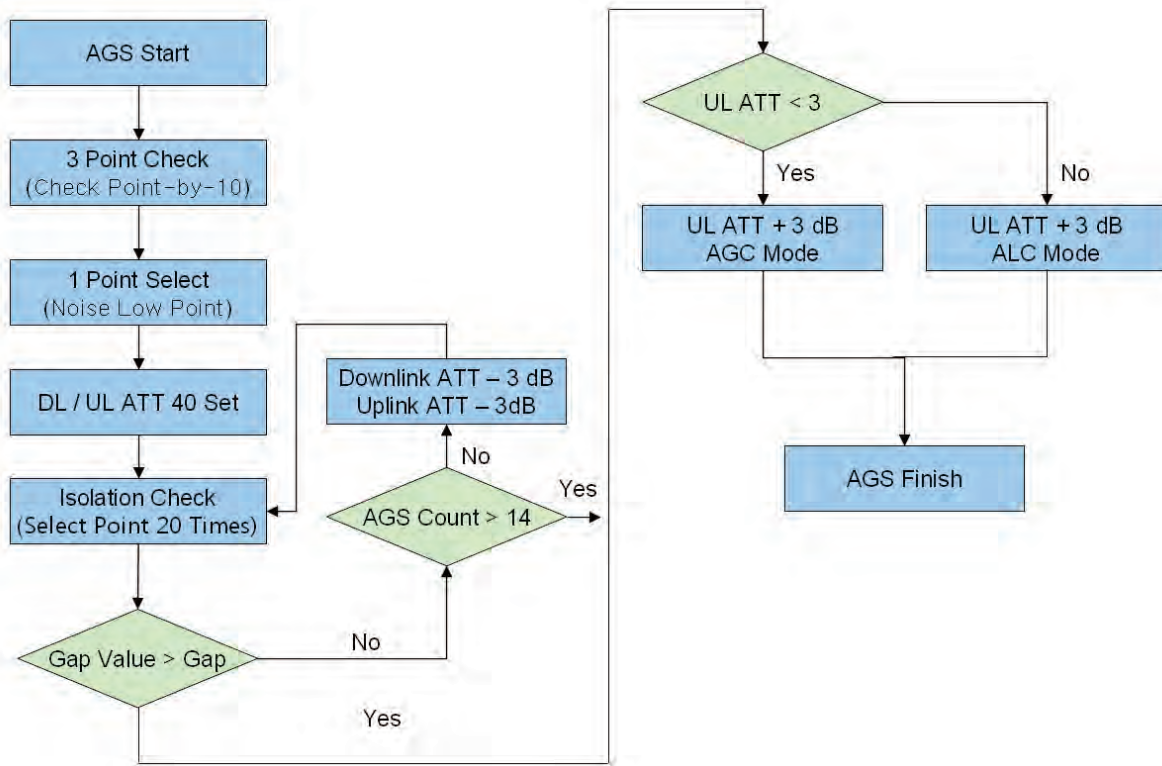 AGS Start
3 Point Check
(Check Point-by-10)
1 Point Select
(Noise Low Point)
DL / UL ATT 40 Set
Isolation Check
(Select Point 20 Times)
Gap Value > Gap
No
Yes
Downlink ATT – 3 dB
Uplink ATT – 3dB
No
AGS Count > 14
Yes
UL ATT < 3
Yes
No
UL ATT + 3 dB
AGC Mode
UL ATT + 3 dB
ALC Mode
AGS Finish